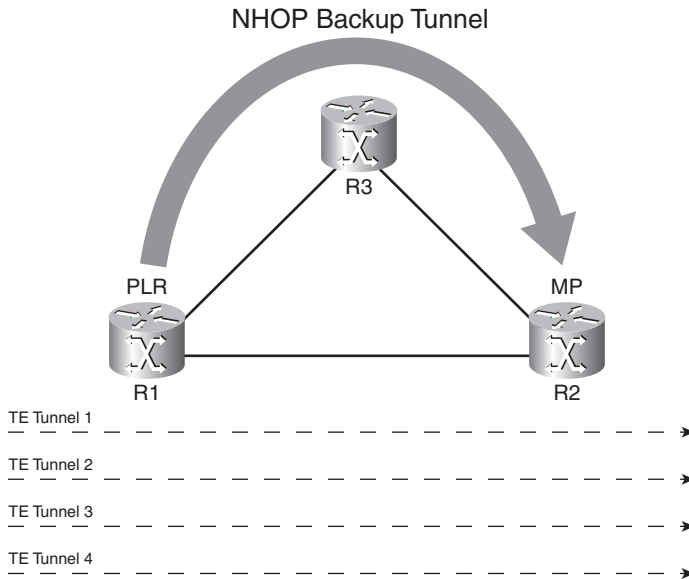 NHOP Backup Tunnel
R3
PLR
MP
R1
R2
TE Tunnel 1
TE Tunnel 2
TE Tunnel 3
TE Tunnel 4